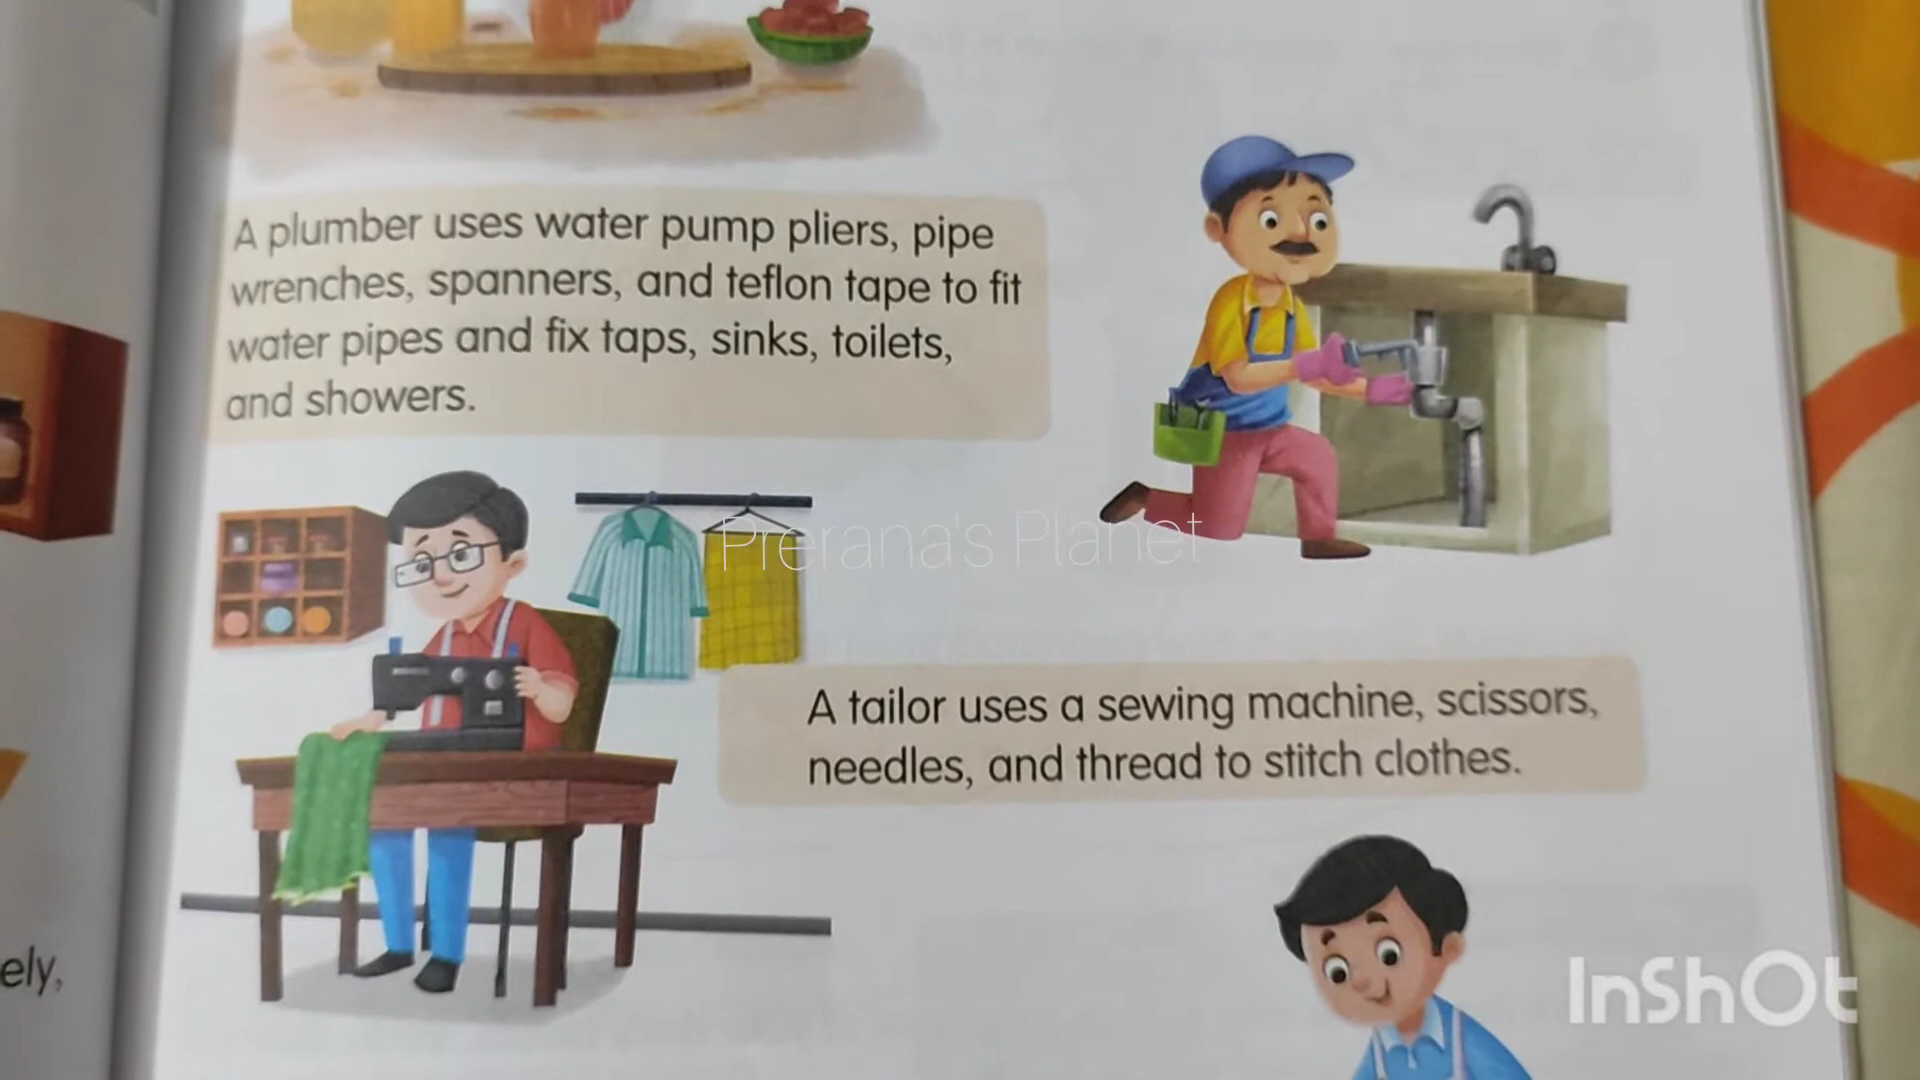 A plumber uses water pump pliers, pipe
wrenches, spanners, and teflon tape to fit
water pipes and fix taps, sinks, toilets,
and showers.
Prerana's Planet
A tailor uses a sewing machine, scissors,
needles, and thread to stitch clothes.
ely,
InShOt